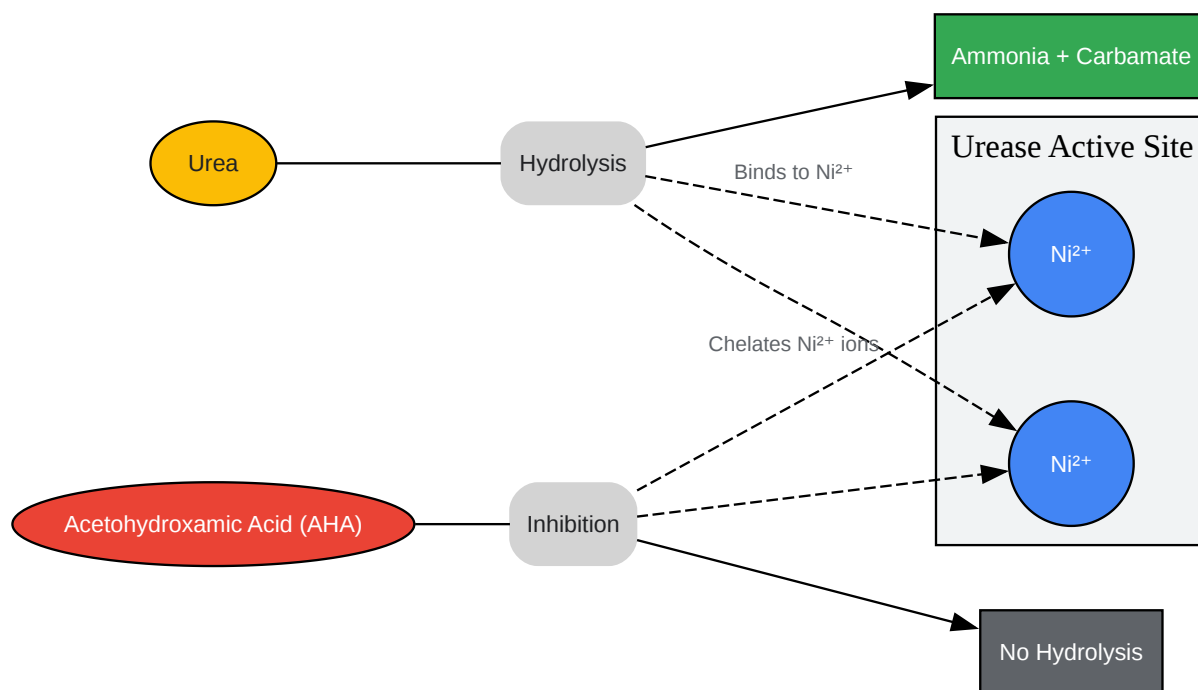 Ammonia + Carbamate
Urease Active Site
Urea
Hydrolysis
Binds to Ni²⁺
Ni²⁺
Chelates Ni²⁺ ions
Ni²⁺
Acetohydroxamic Acid (AHA)
Inhibition
No Hydrolysis